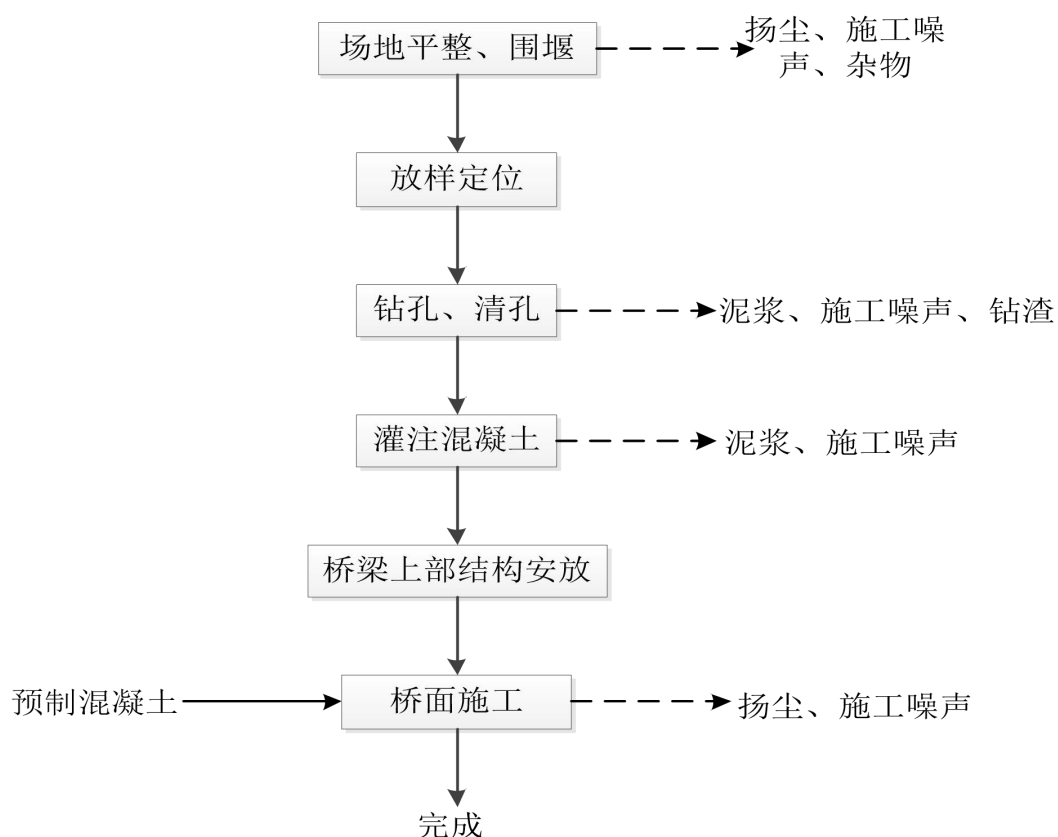 场地平整、围堰
扬尘、施工噪
声、杂物
放样定位
钻孔、清孔
泥浆、施工噪声、钻渣
灌注混凝土
泥浆、施工噪声
桥梁上部结构安放
预制混凝土
桥面施工
扬尘、施工噪声
完成